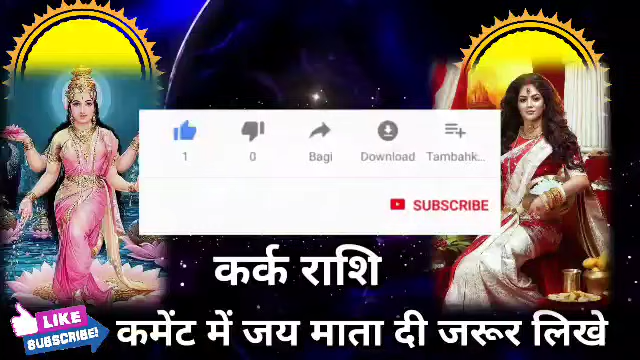 1 0 Bagi Download Tambahk...
SUBSCRIBE
कर्क राशि
LIKE
SUBSCRIBE!
कमेंट में जय माता दी जरूर लिखे